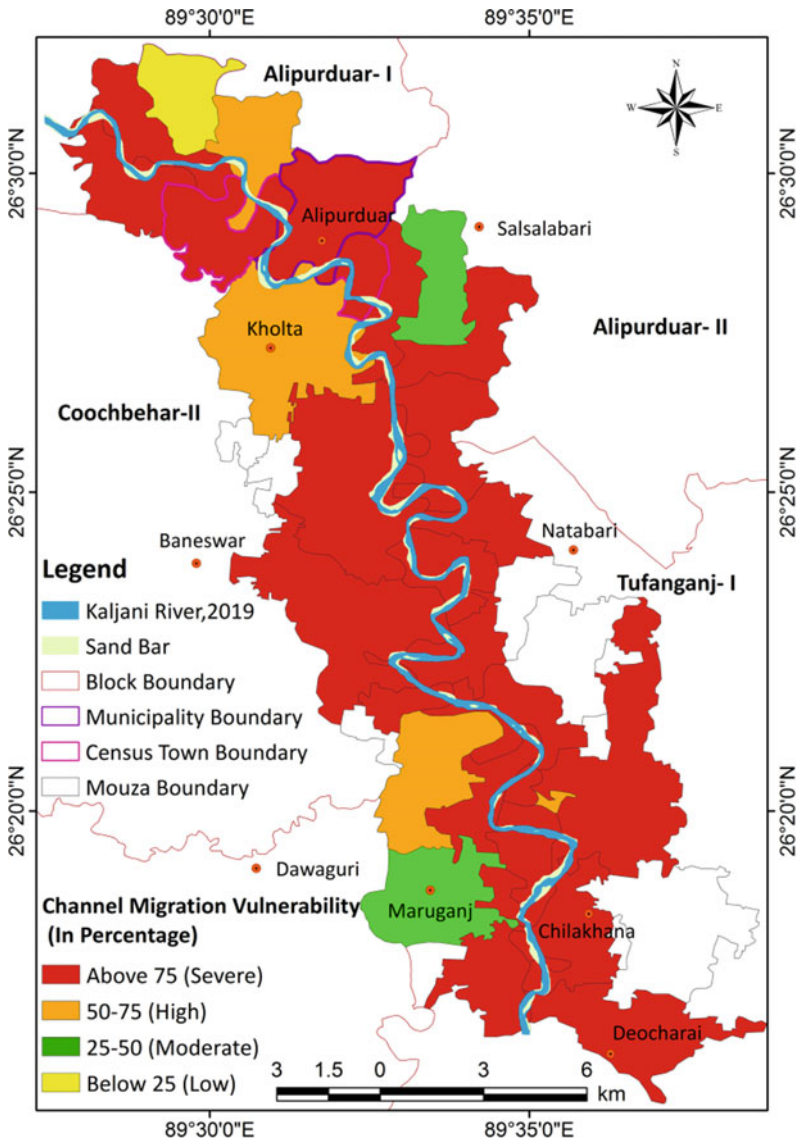 89°30'0"E
89°35'0"E
Alipurduar- I
N
W
E
S
26°30'0"N
26°30'0"N
Alipurduar
Salsalabari
Kholta
Alipurduar- II
Coochbehar-II
26°25'0"N
26°25'0"N
Baneswar
Natabari
Legend
Tufanganj- I
Kaljani River,2019
Sand Bar
Block Boundary
Municipality Boundary
Census Town Boundary
Mouza Boundary
26°20'0"N
26°20'0"N
Dawaguri
Maruganj
Channel Migration Vulnerability
(In Percentage)
Chilakhana
Above 75 (Severe)
50-75 (High)
25-50 (Moderate)
Below 25 (Low)
Deocharai
3 1.5 0 3 6
km
89°30'0"E
89°35'0"E